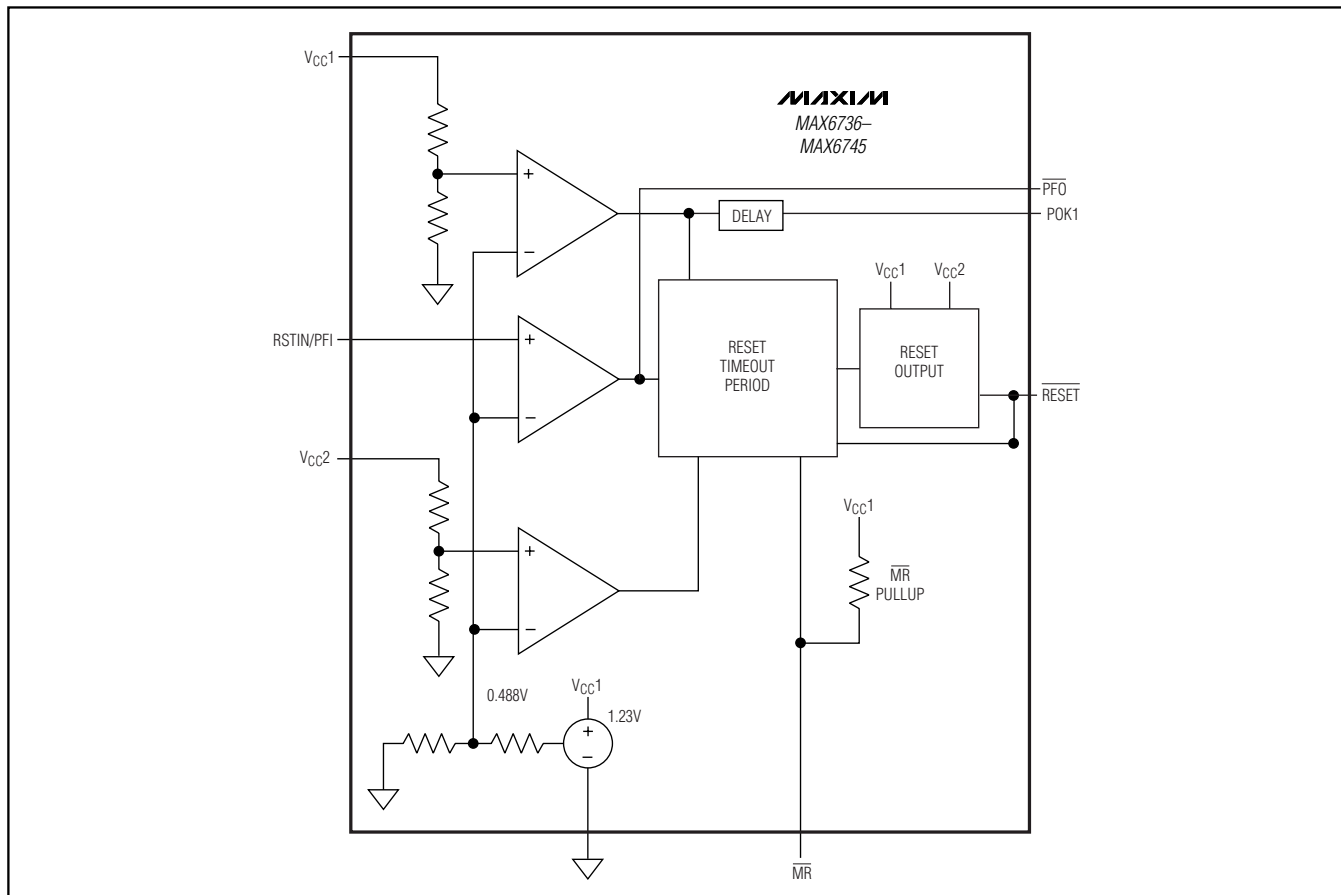 VCC1
MAXIM
MAX6736–
MAX6745
+
−
PFO
DELAY
POK1
VCC1
VCC2
RSTIN/PFI
+
−
RESET
TIMEOUT
PERIOD
RESET
OUTPUT
RESET
VCC2
+
−
VCC1
MR
PULLUP
0.488V
VCC1
1.23V
+
−
MR